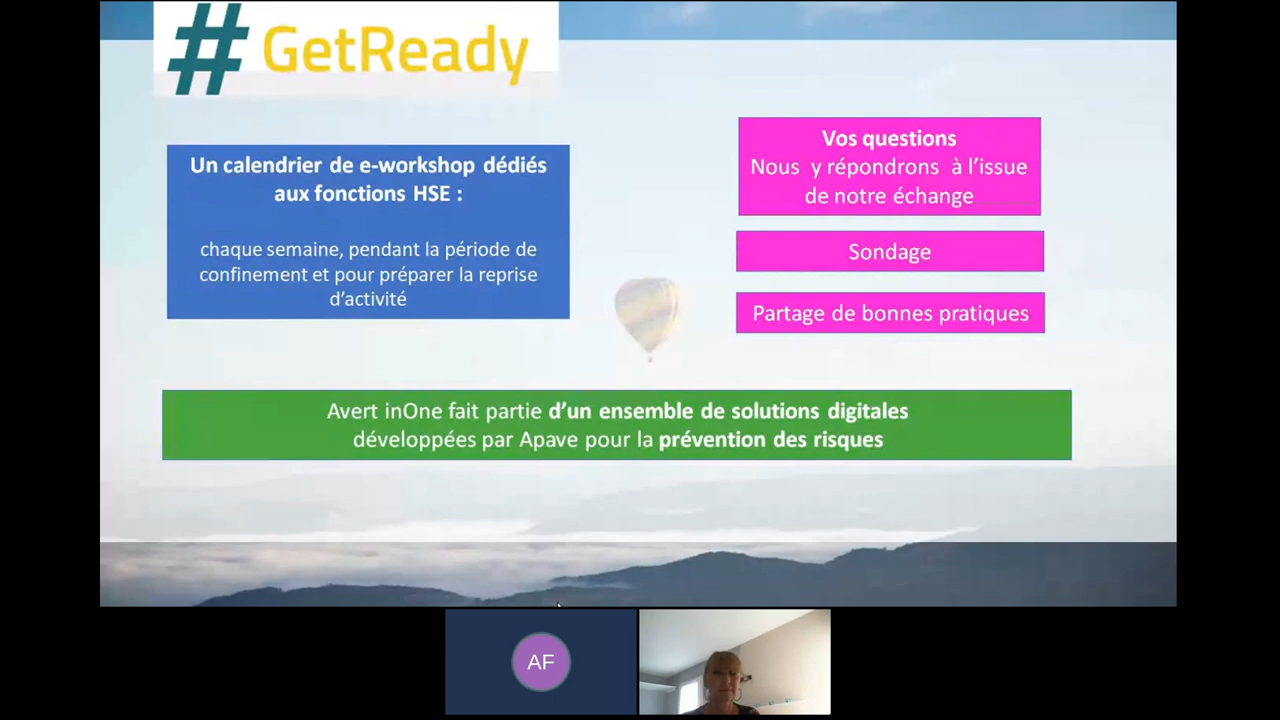 #GetReady
Un calendrier de e-workshop dédiés
aux fonctions HSE :
chaque semaine, pendant la période de
confinement et pour préparer la reprise
d’activité
Vos questions
Nous y répondrons à l’issue
de notre échange
Sondage
Partage de bonnes pratiques
Avert inOne fait partie d’un ensemble de solutions digitales
développées par Apave pour la prévention des risques
AF